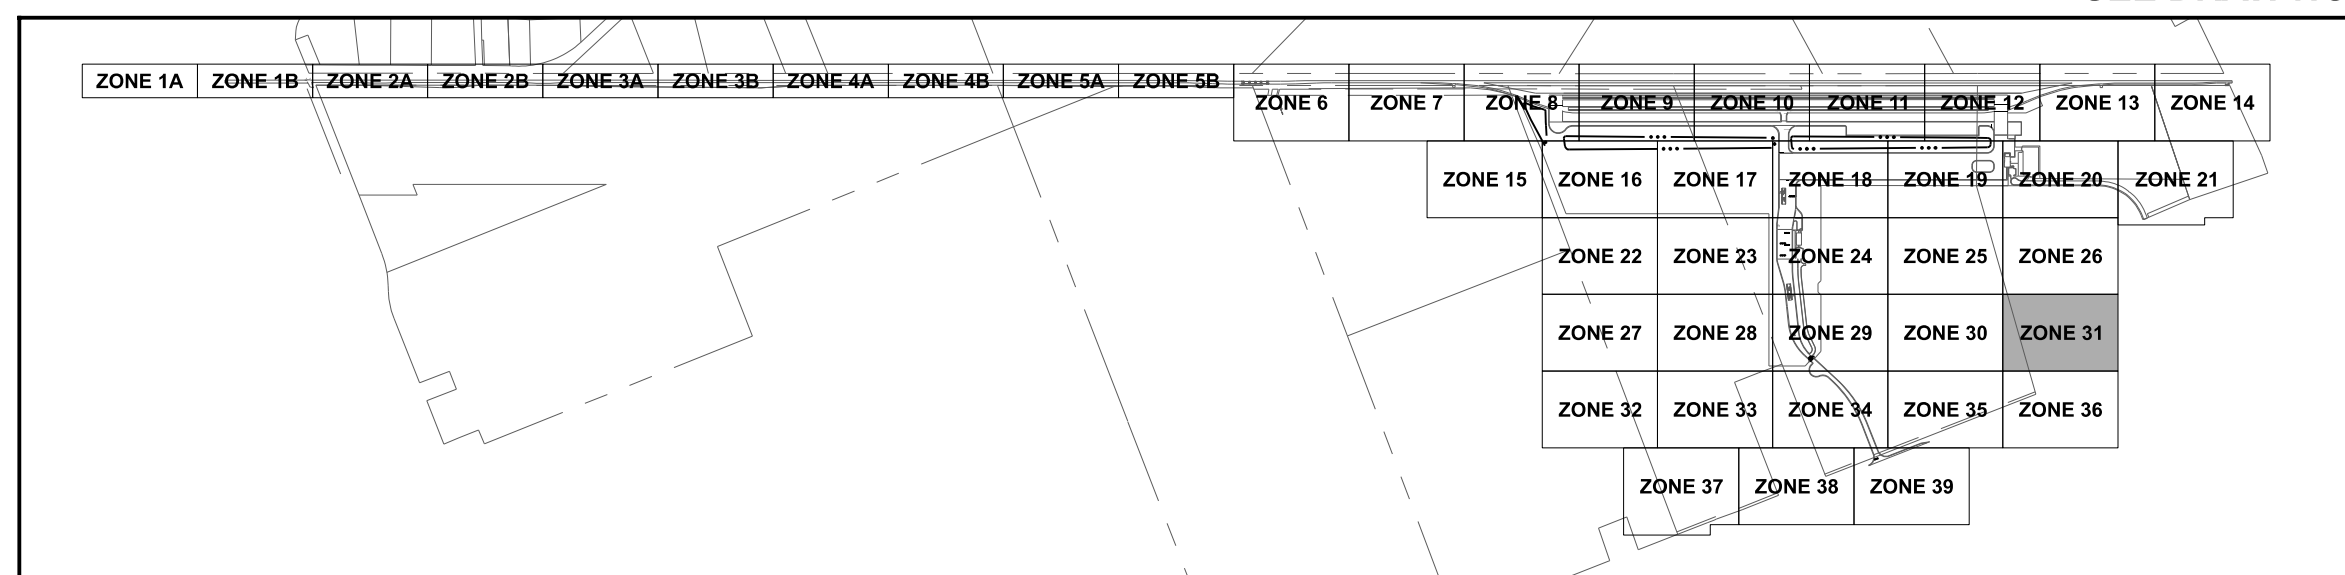 ZONE 1A ZONE 1B ZONE 2A ZONE 2B ZONE 3A ZONE 3B ZONE 4A ZONE 4B ZONE 5A ZONE 5B
ZONE 6 ZONE 7 ZONE 8 ZONE 9 ZONE 10 ZONE 11 ZONE 12 ZONE 13 ZONE 14
ZONE 15 ZONE 16 ZONE 17 ZONE 18 ZONE 19 ZONE 20 ZONE 21
ZONE 22 ZONE 23 ZONE 24 ZONE 25 ZONE 26
ZONE 27 ZONE 28 ZONE 29 ZONE 30 ZONE 31
ZONE 32 ZONE 33 ZONE 34 ZONE 35 ZONE 36
ZONE 37 ZONE 38 ZONE 39